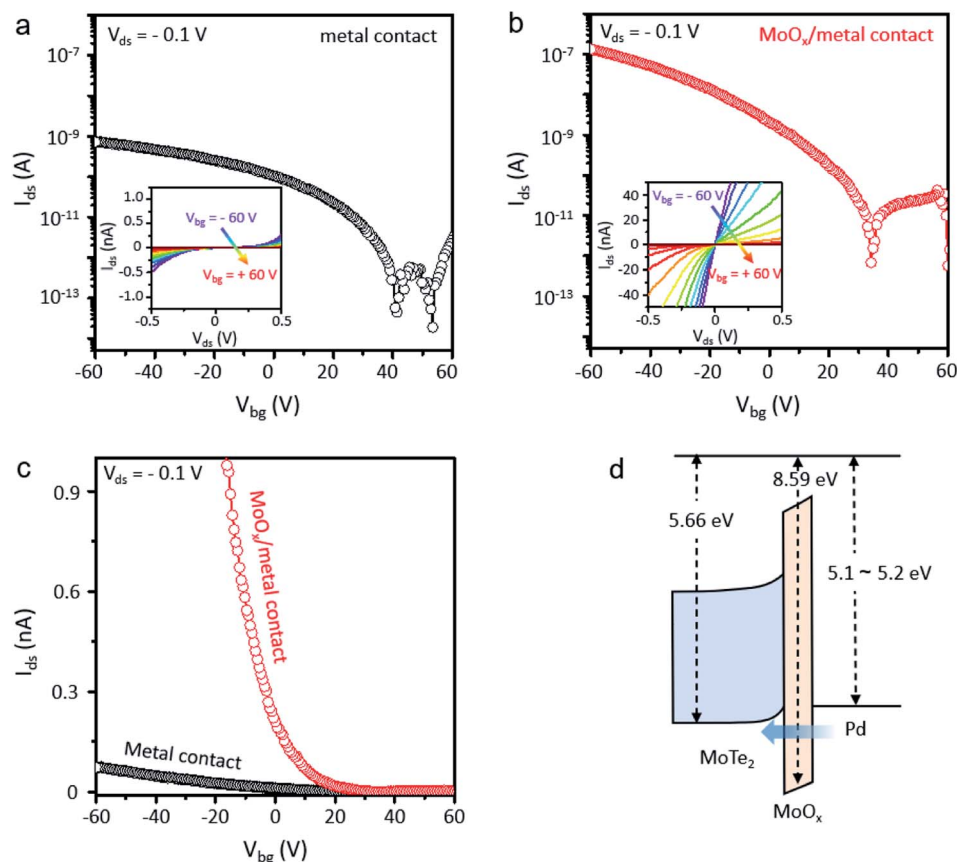 a
V_ds = - 0.1 V
metal contact
10^-7
10^-9
10^-11
10^-13
I_ds (A)
1.0
0.5
0.0
-0.5
-1.0
I_ds (nA)
V_bg = - 60 V
V_bg = + 60 V
-0.5 0.0 0.5
V_ds (V)
-60 -40 -20 0 20 40 60
V_bg (V)
b
V_ds = - 0.1 V
MoO_x/metal contact
10^-7
10^-9
10^-11
10^-13
I_ds (A)
40
20
0
-20
-40
I_ds (nA)
V_bg = - 60 V
V_bg = + 60 V
-0.5 0.0 0.5
V_ds (V)
-60 -40 -20 0 20 40 60
V_bg (V)
c
V_ds = - 0.1 V
0.9
0.6
0.3
0
I_ds (nA)
MoO_x/metal contact
Metal contact
-60 -40 -20 0 20 40 60
V_bg (V)
d
8.59 eV
5.66 eV
5.1 ~ 5.2 eV
Pd
MoTe_2
MoO_x